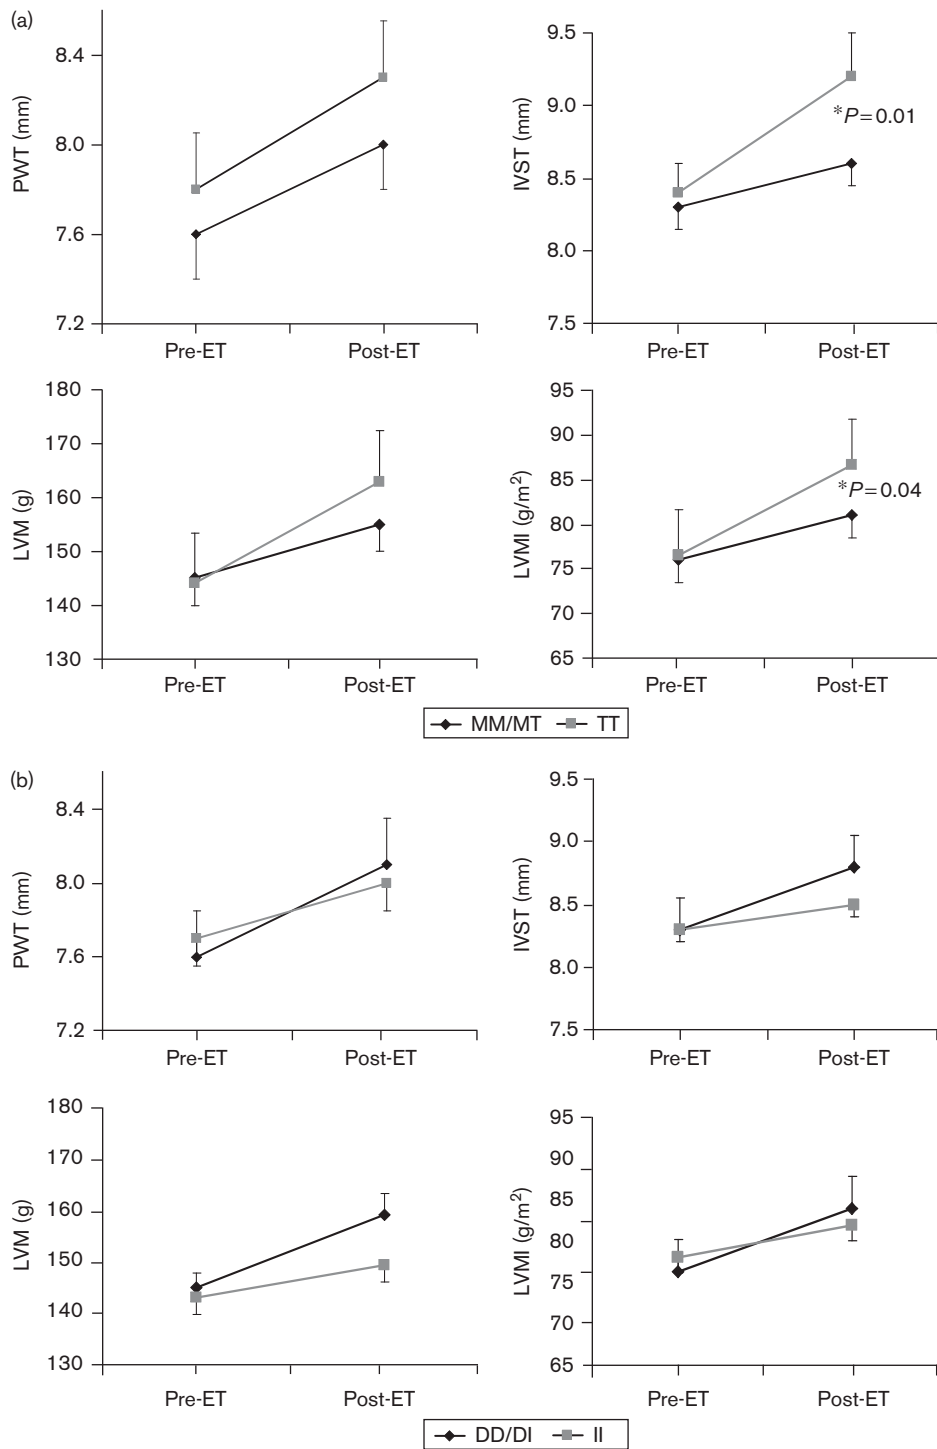 (a)
PWT (mm)
8.4
8.0
7.6
7.2
Pre-ET Post-ET
IVST (mm)
9.5
9.0
8.5
8.0
7.5
*P=0.01
Pre-ET Post-ET
LVM (g)
180
170
160
150
140
130
Pre-ET Post-ET
LVMI (g/m²)
95
90
85
80
75
70
65
*P=0.04
Pre-ET Post-ET
MM/MT TT
(b)
PWT (mm)
8.4
8.0
7.6
7.2
Pre-ET Post-ET
IVST (mm)
9.5
9.0
8.5
8.0
7.5
Pre-ET Post-ET
LVM (g)
180
170
160
150
140
130
Pre-ET Post-ET
LVMI (g/m²)
95
90
85
80
75
70
65
Pre-ET Post-ET
DD/DI II